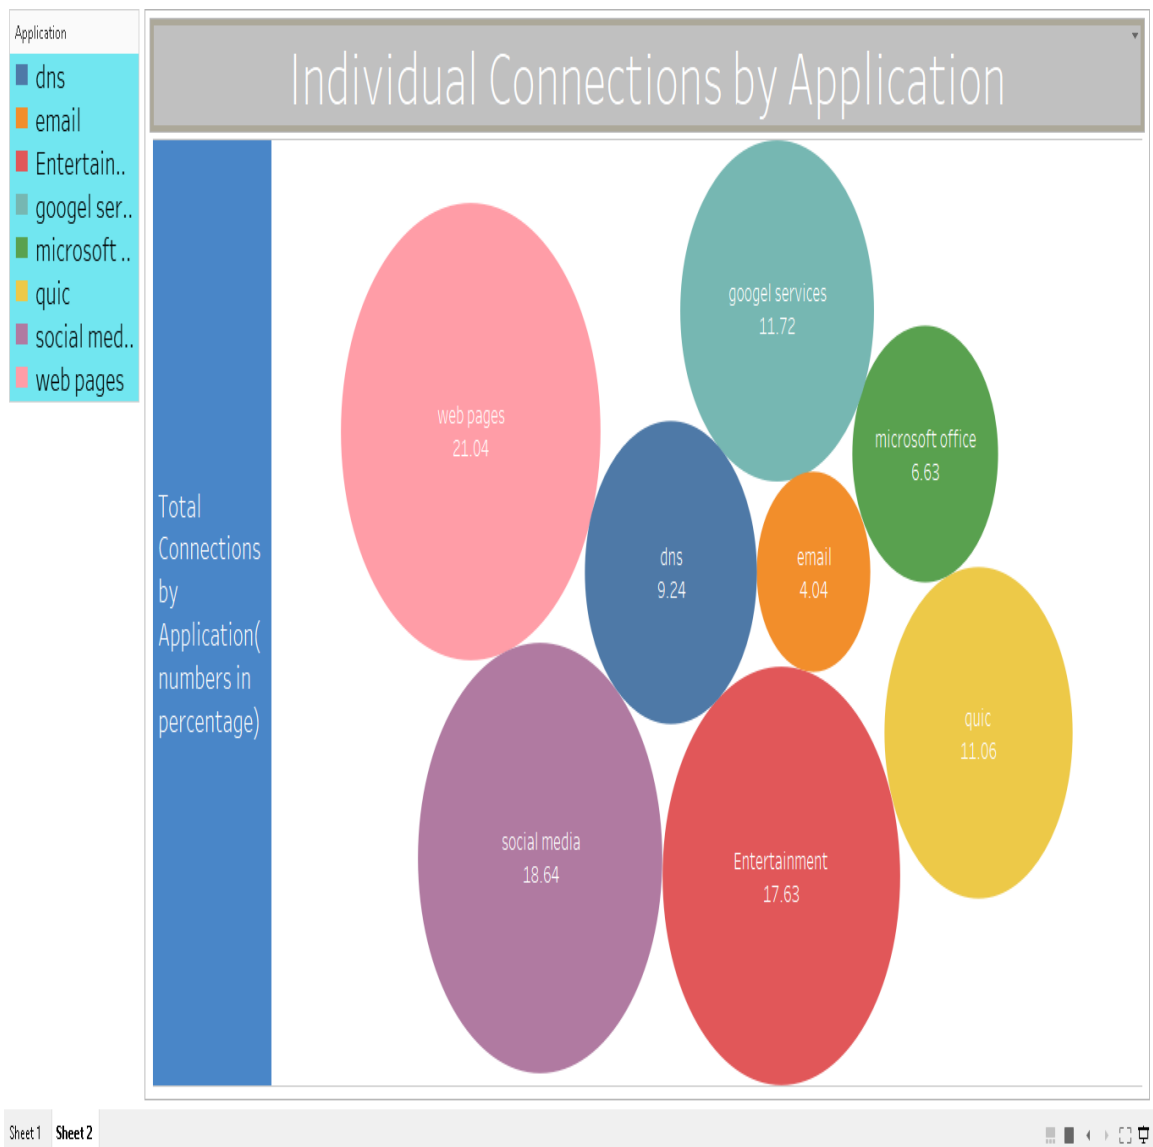 Application
dns
email
Entertain..
googel ser..
microsoft ..
quic
social med..
web pages
Individual Connections by Application
Total
Connections
by
Application(
numbers in
percentage)
googel services
11.72
web pages
21.04
microsoft office
6.63
dns
9.24
email
4.04
quic
11.06
social media
18.64
Entertainment
17.63
Sheet 1
Sheet 2